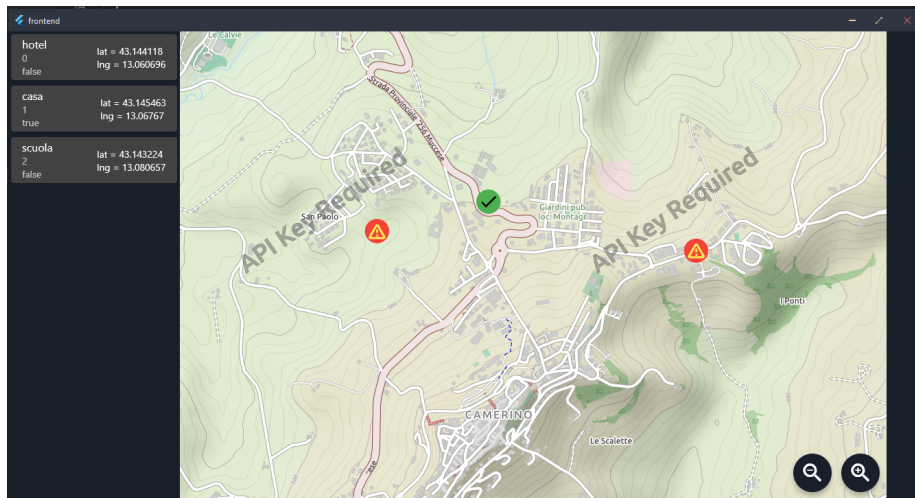 frontend
hotel
0
false
lat = 43.144118
lng = 13.060696
casa
1
true
lat = 43.145463
lng = 13.06767
scuola
2
false
lat = 43.143224
lng = 13.080657
Le Calvie
Strada Provinciale 256 Muccese
API Key Required
API Key Required
San Paolo
Giardini pub
loc. Montagn
I Ponti
CAMERINO
Le Scalette